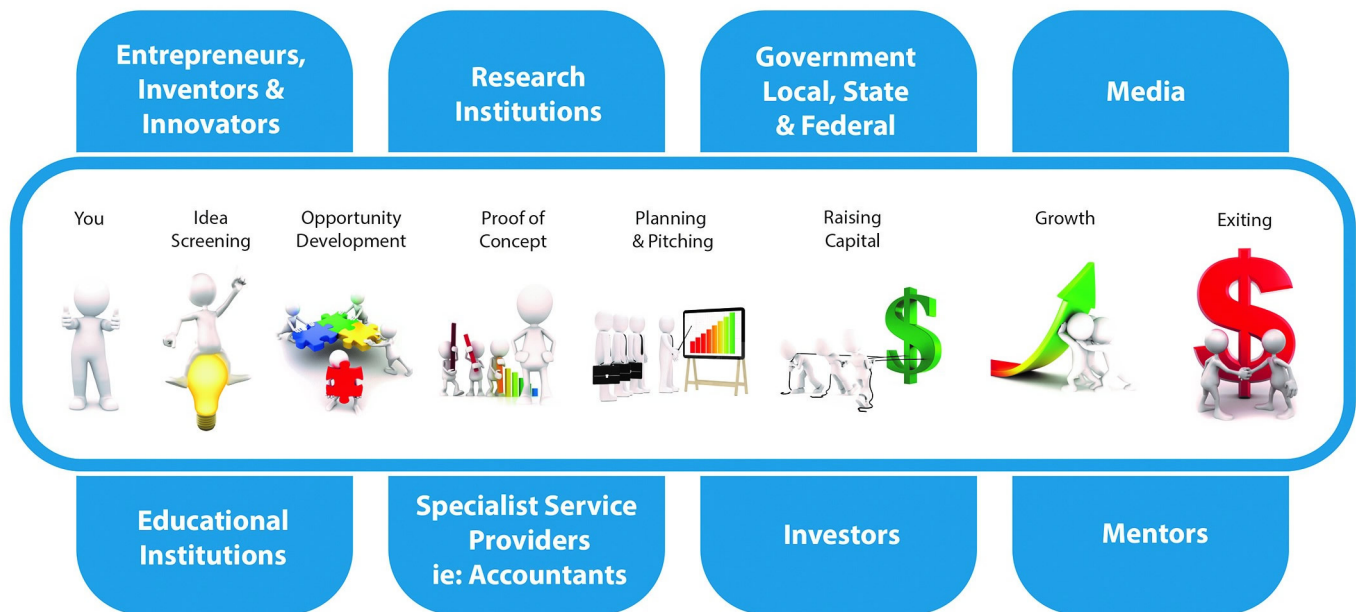 Entrepreneurs,
Inventors &
Innovators
Research
Institutions
Government
Local, State
& Federal
Media
You
Idea
Screening
Opportunity
Development
Proof of
Concept
Planning
& Pitching
Raising
Capital
Growth
Exiting
Educational
Institutions
Specialist Service
Providers
ie: Accountants
Investors
Mentors